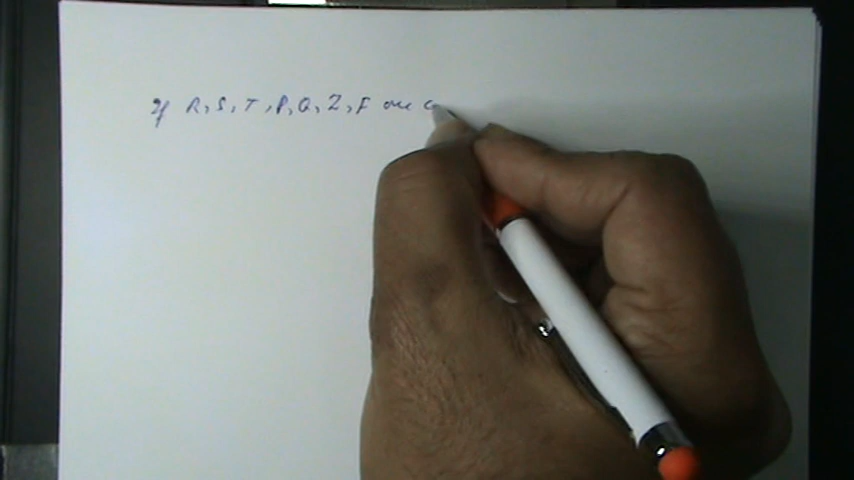 If R, S, T, P, Q, Z, F are